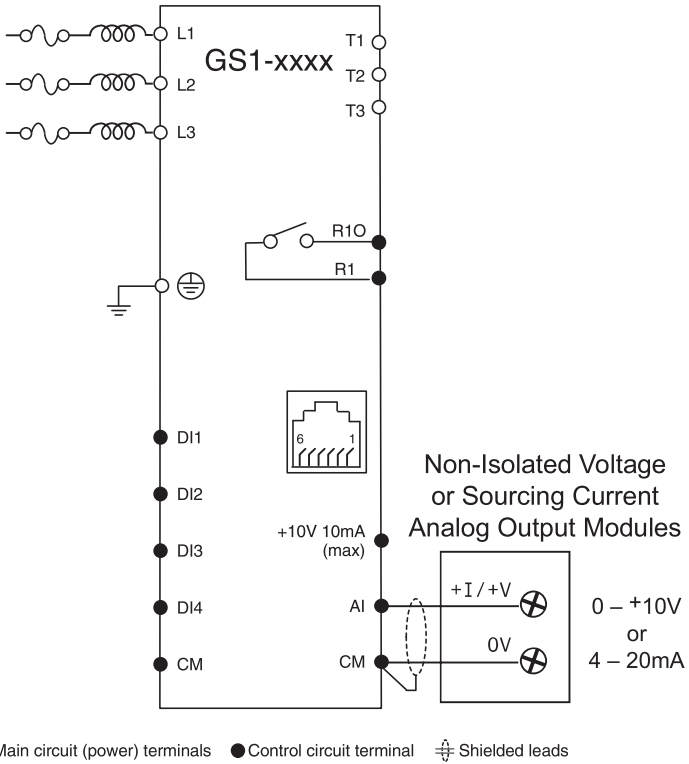 L1
GS1-xxxx
T1
L2
T2
L3
T3
R1O
R1
6 1
DI1
DI2
DI3
DI4
CM
+10V 10mA
(max)
AI
CM
Non-Isolated Voltage
or Sourcing Current
Analog Output Modules
+I/+V
0V
0 – +10V
or
4 – 20mA
Main circuit (power) terminals
Control circuit terminal
Shielded leads